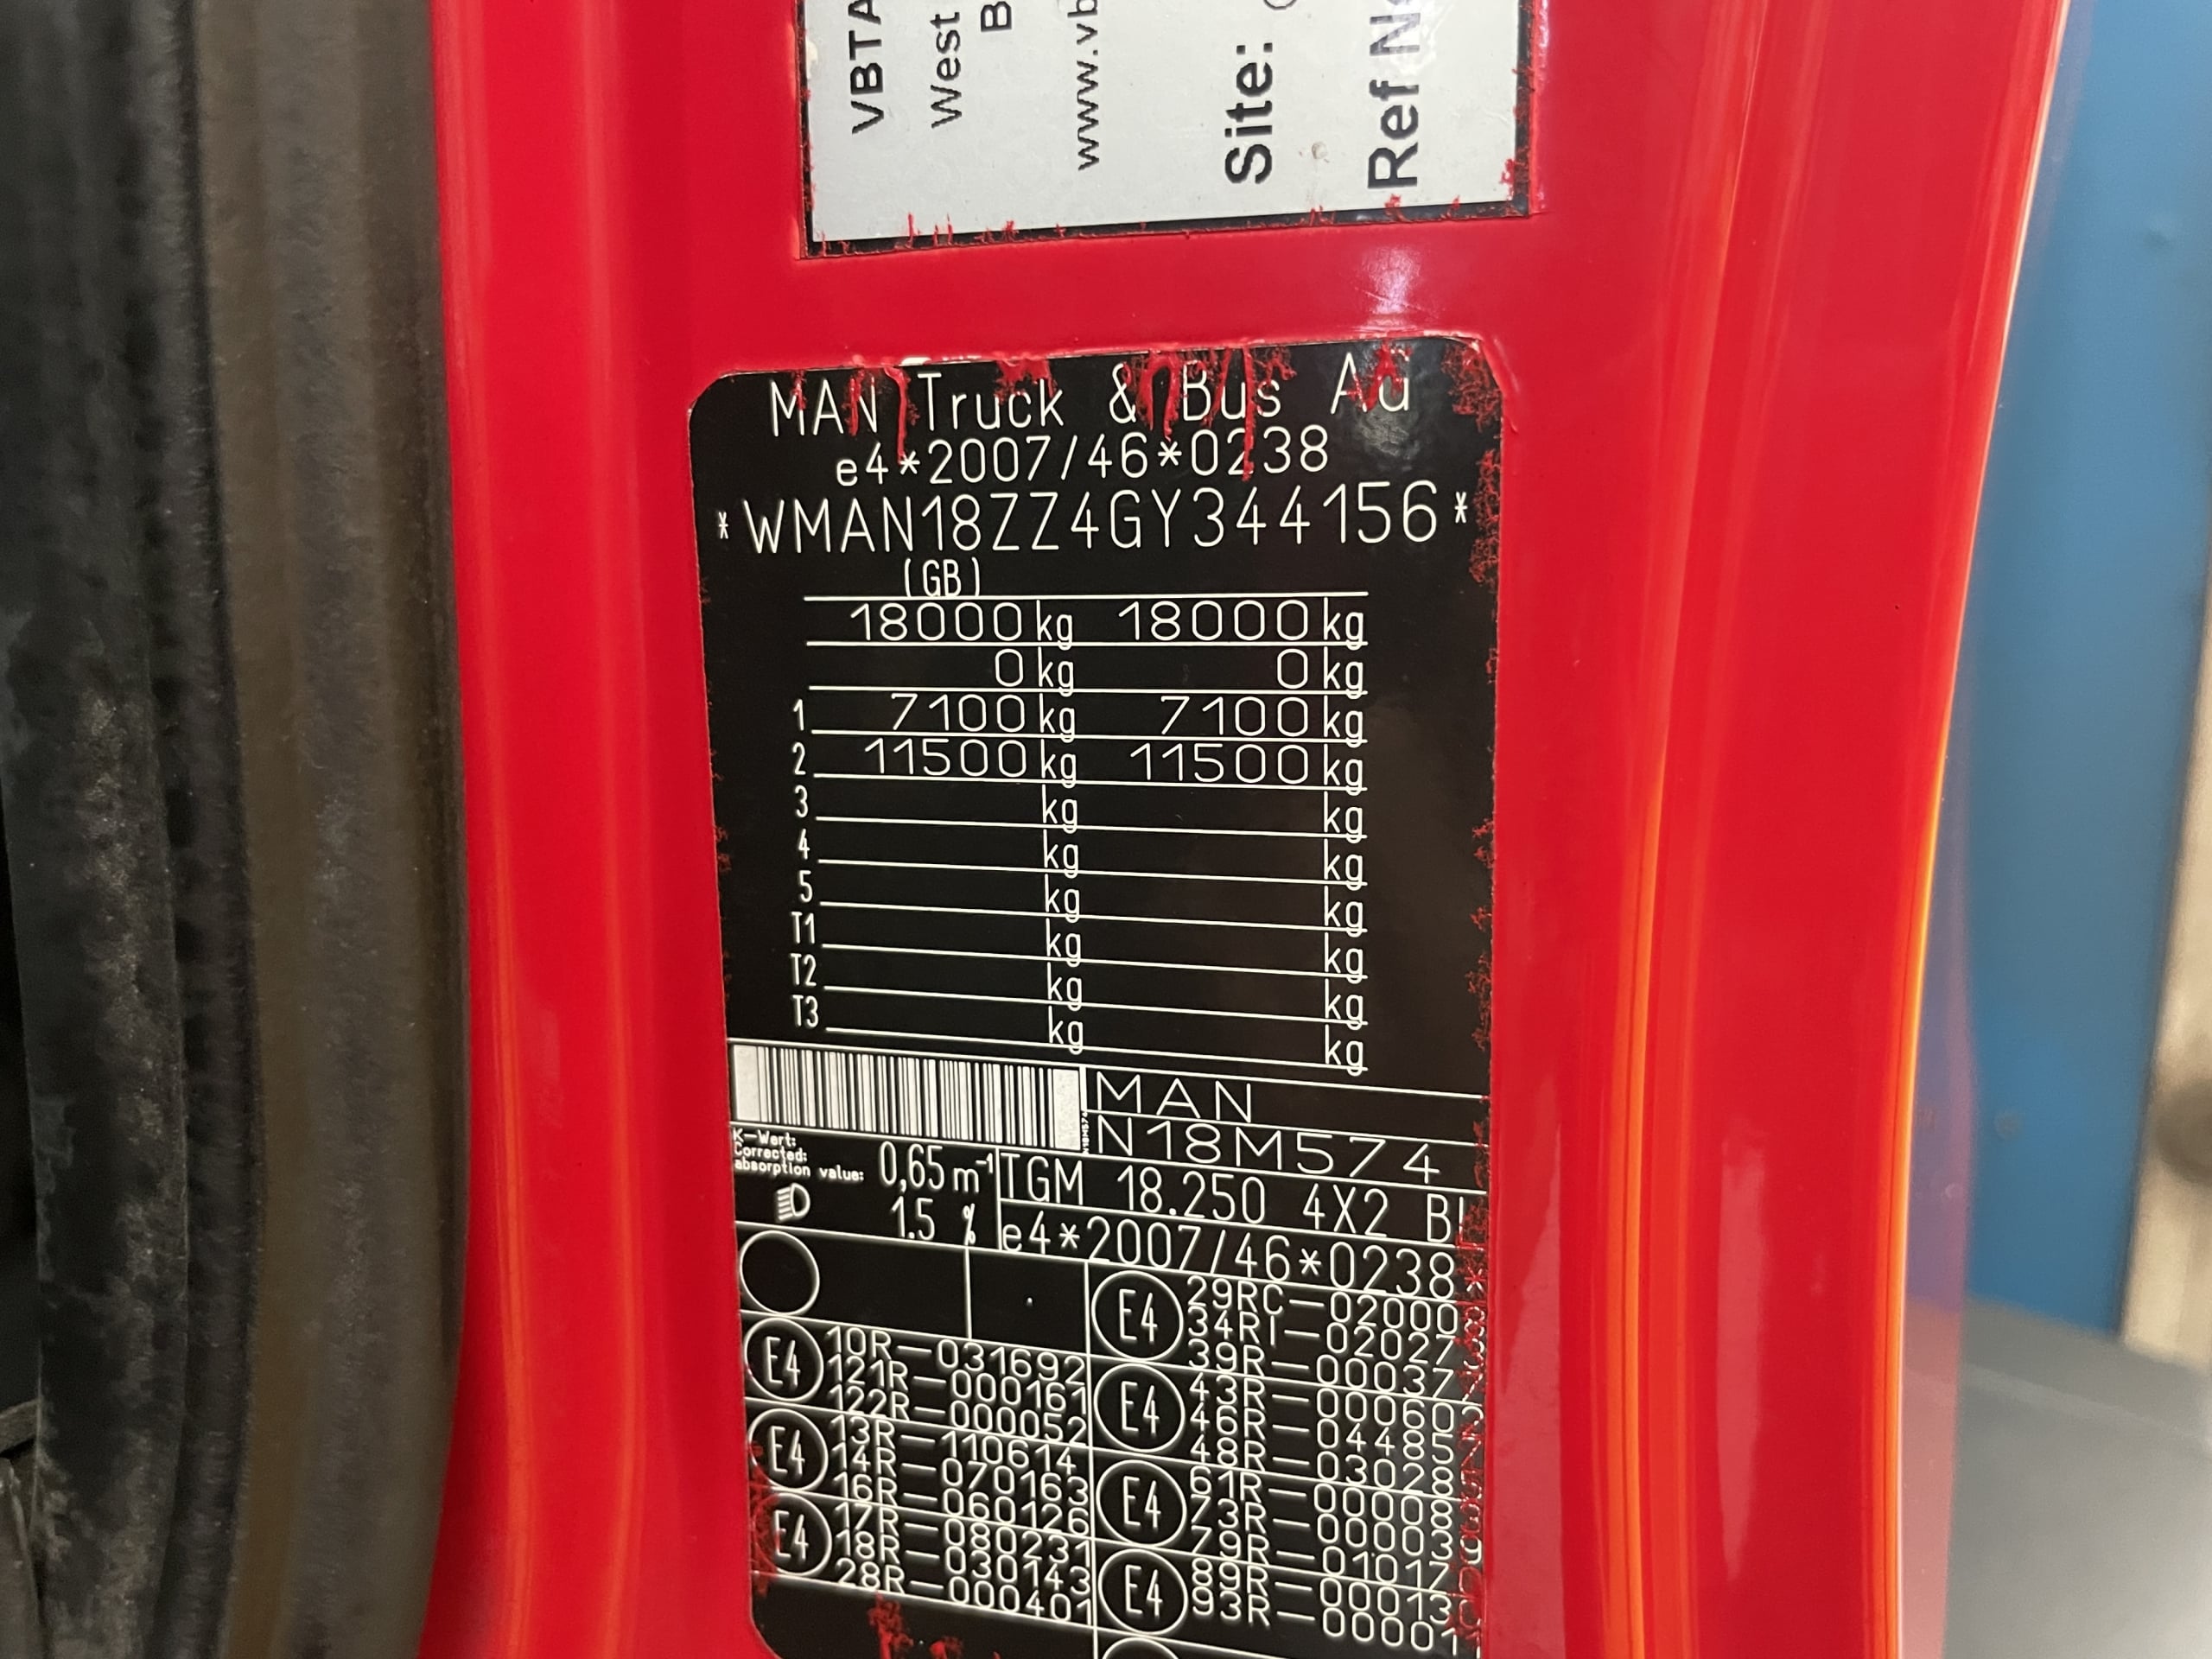 VBTA
West
www.vb
Site:
Ref No
MAN Truck & Bus AG
e4*2007/46*0238
*WMAN18ZZ4GY344156*
(GB)
18000 kg 18000 kg
0 kg 0 kg
1 7100 kg 7100 kg
2 11500 kg 11500 kg
3 kg kg
4 kg kg
5 kg kg
T1 kg kg
T2 kg kg
T3 kg kg
MAN
N18M574
K-Wert:
Corrected:
absorption value: 0,65 m⁻¹
1.5 %
TGM 18.250 4X2 BL
e4*2007/46*0238*
E4
10R-031692
121R-000161
122R-000052
E4
13R-110614
14R-070163
16R-060126
E4
17R-080231
18R-030143
28R-000401
E4
29RC-02000
34RI-02027
39R-00037
E4
43R-00060
46R-04485
48R-03028
E4
61R-00008
73R-00003
79R-01017
E4
89R-00013
93R-00001